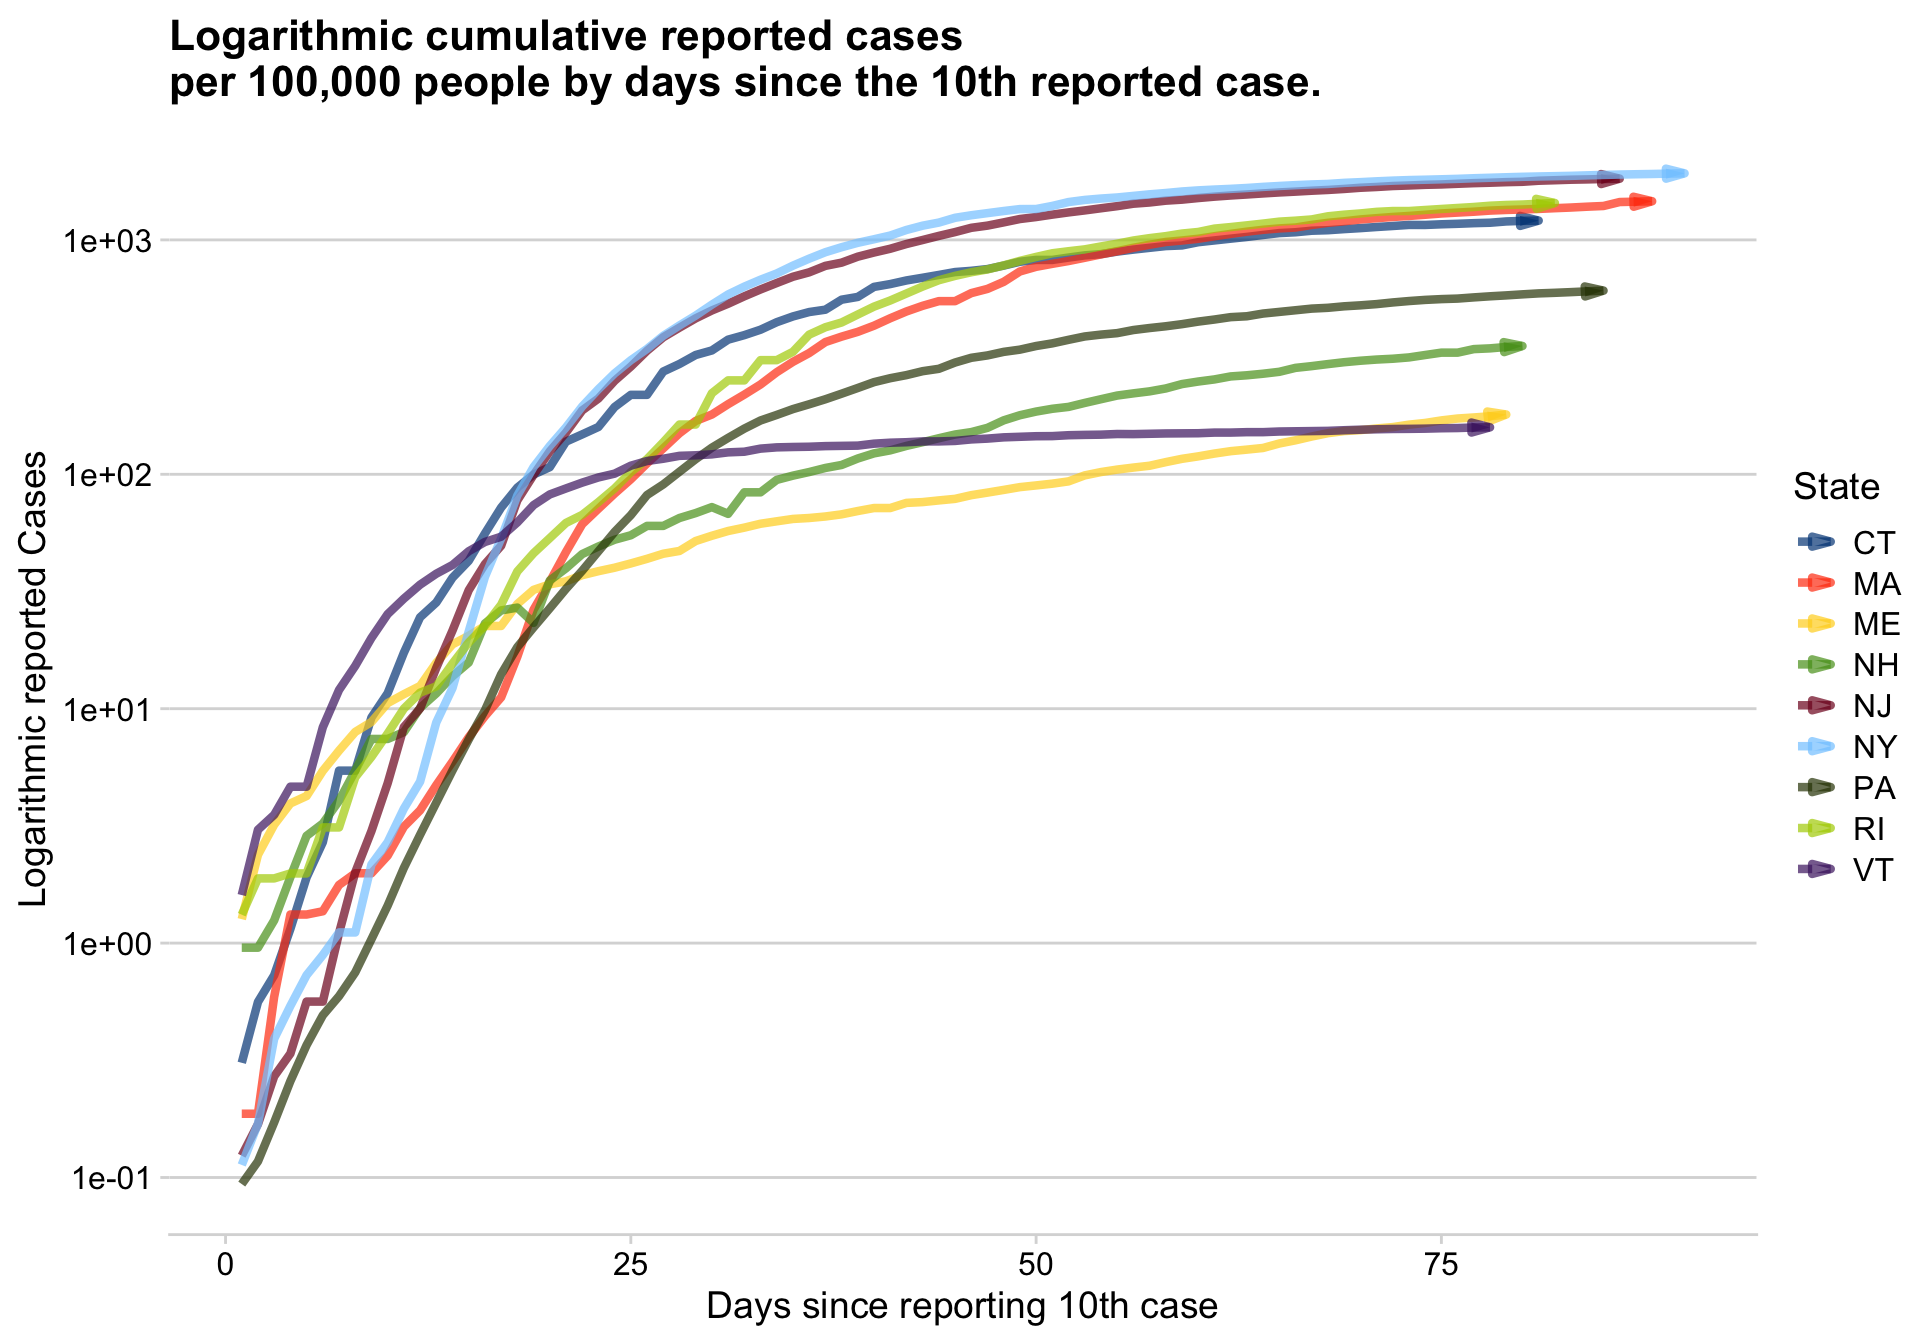 Logarithmic cumulative reported cases
per 100,000 people by days since the 10th reported case.
Logarithmic reported Cases
1e+03
1e+02
1e+01
1e+00
1e-01
0
25
50
75
Days since reporting 10th case
State
CT
MA
ME
NH
NJ
NY
PA
RI
VT